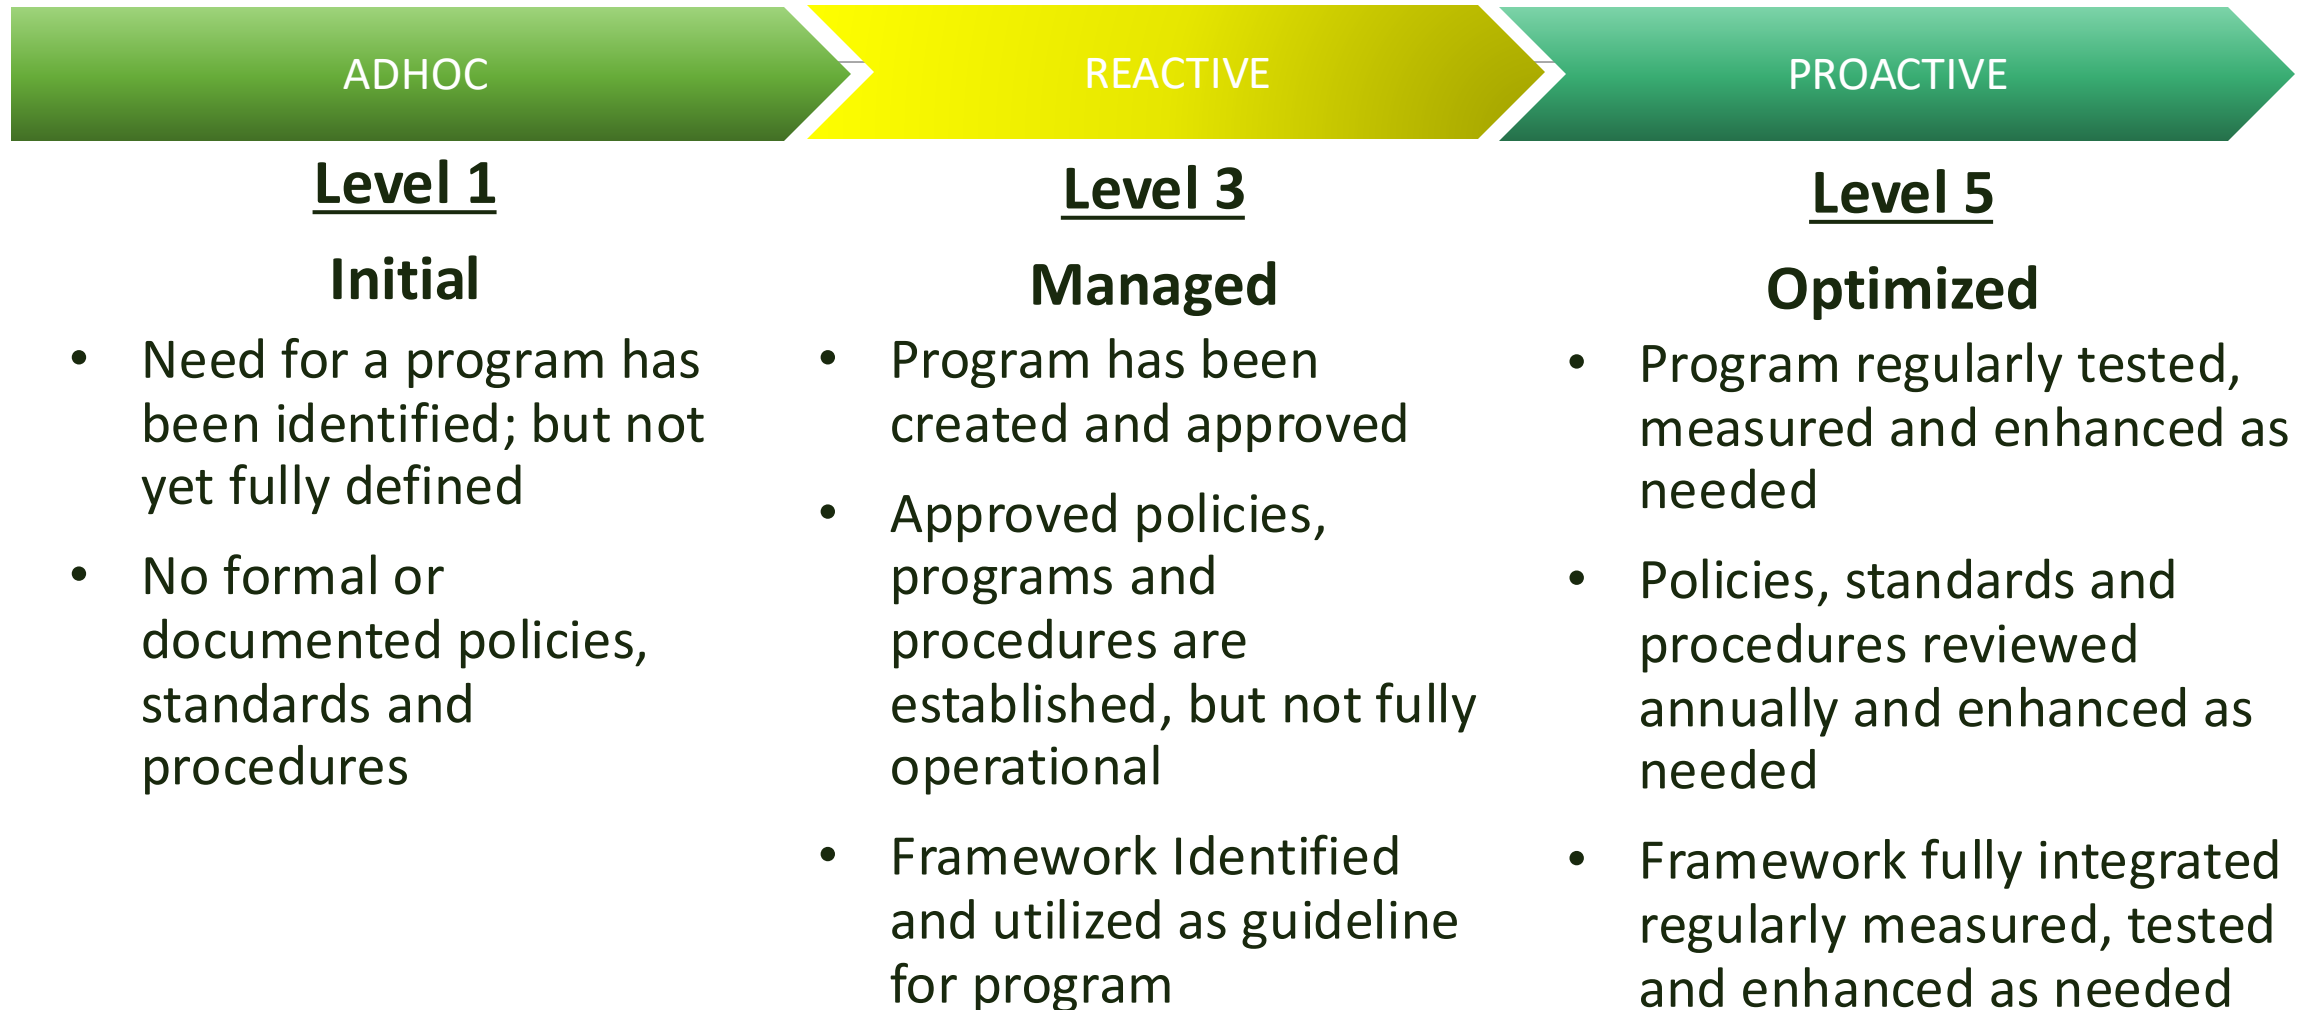 ADHOC
REACTIVE
PROACTIVE
Level 1
Initial
• Need for a program has
been identified; but not
yet fully defined
• No formal or
documented policies,
standards and
procedures
Level 3
Managed
• Program has been
created and approved
• Approved policies,
programs and
procedures are
established, but not fully
operational
• Framework Identified
and utilized as guideline
for program
Level 5
Optimized
• Program regularly tested,
measured and enhanced as
needed
• Policies, standards and
procedures reviewed
annually and enhanced as
needed
• Framework fully integrated
regularly measured, tested
and enhanced as needed